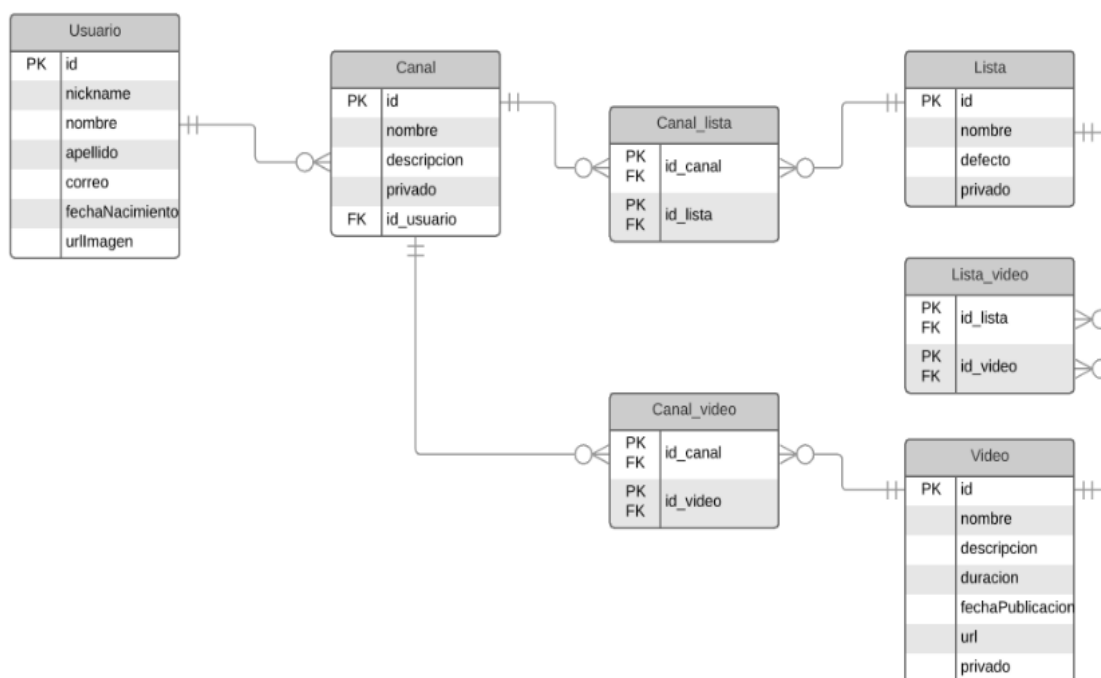 Usuario
PK id
nickname
nombre
apellido
correo
fechaNacimiento
urlImagen
Canal
PK id
nombre
descripcion
privado
FK id_usuario
Canal_lista
PK
FK id_canal
PK
FK id_lista
Lista
PK id
nombre
defecto
privado
Lista_video
PK
FK id_lista
PK
FK id_video
Canal_video
PK
FK id_canal
PK
FK id_video
Video
PK id
nombre
descripcion
duracion
fechaPublicacion
url
privado